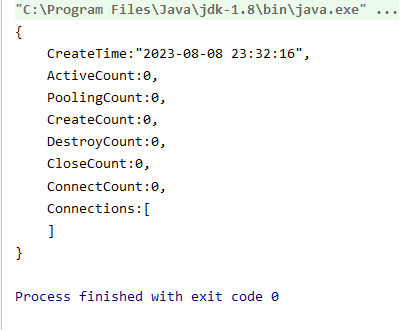 "C:\Program Files\Java\jdk-1.8\bin\java.exe" ...
{
    CreateTime:"2023-08-08 23:32:16",
    ActiveCount:0,
    PoolingCount:0,
    CreateCount:0,
    DestroyCount:0,
    CloseCount:0,
    ConnectCount:0,
    Connections:[
    ]
}
Process finished with exit code 0